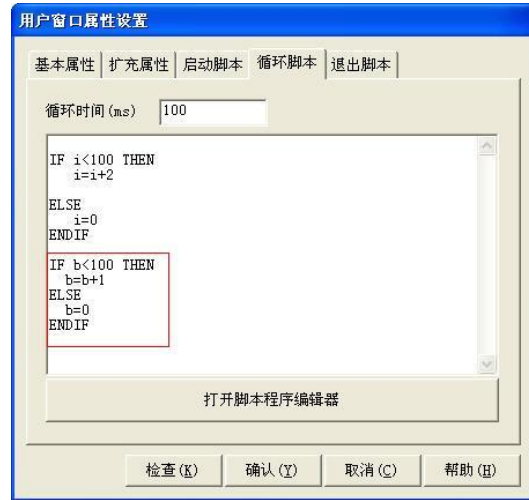 用户窗口属性设置
基本属性 扩充属性 启动脚本 循环脚本 退出脚本
循环时间(ms) 100
IF i<100 THEN
i=i+2
ELSE
i=0
ENDIF
IF b<100 THEN
b=b+1
ELSE
b=0
ENDIF
打开脚本程序编辑器
检查(K) 确认(Y) 取消(C) 帮助(H)